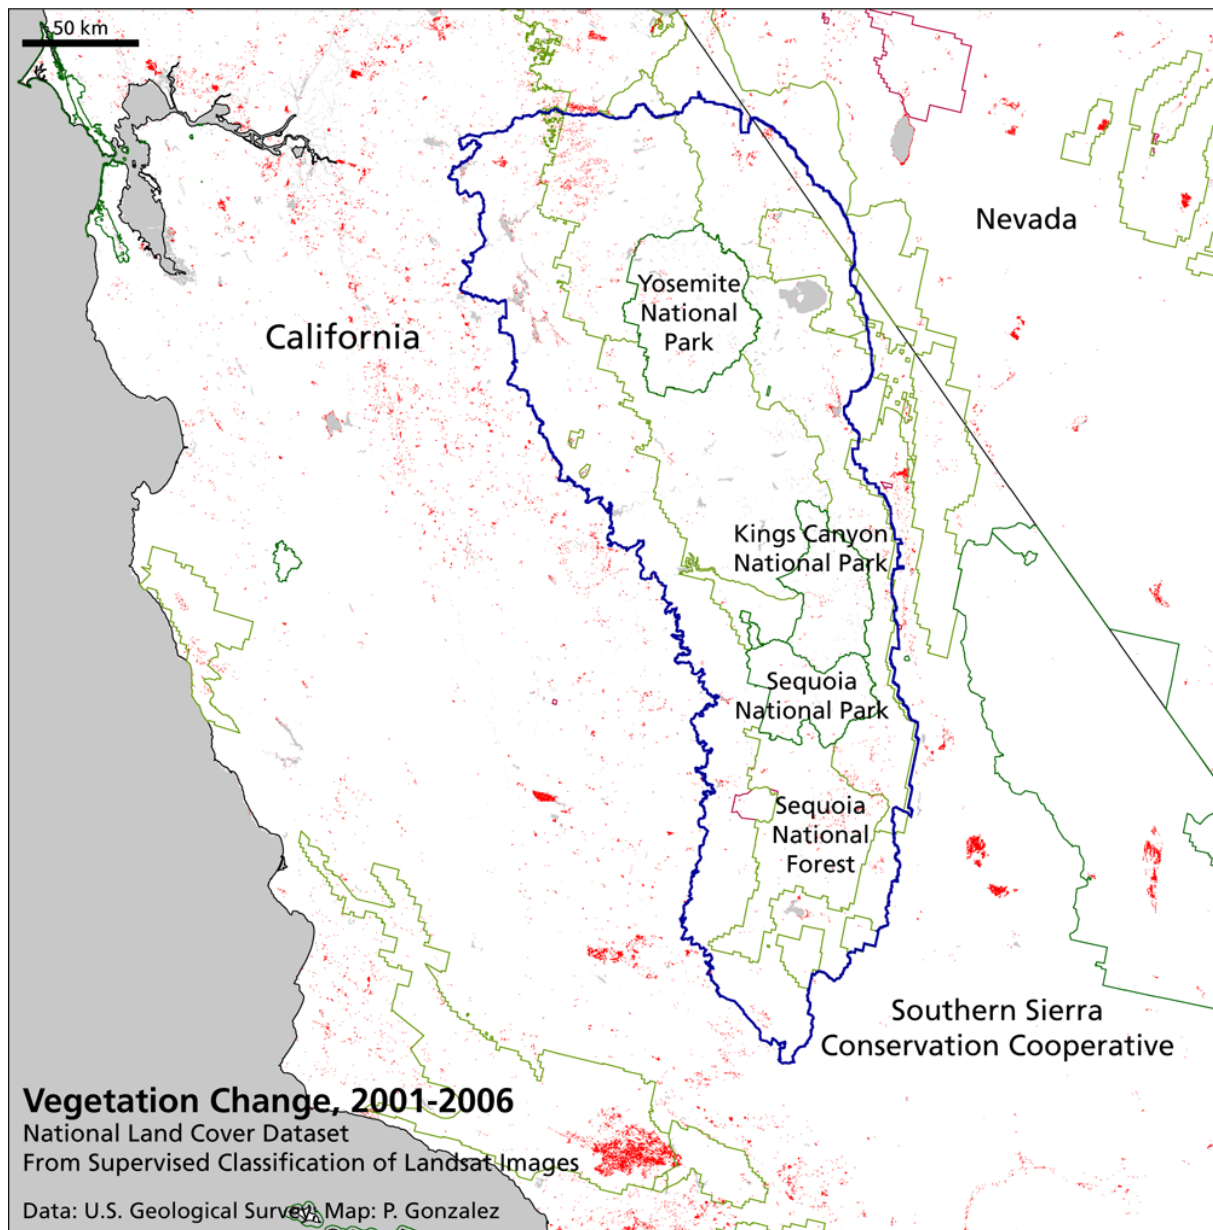 50 km
Nevada
Yosemite
National
Park
California
Kings Canyon
National Park
Sequoia
National Park
Sequoia
National
Forest
Southern Sierra
Conservation Cooperative
Vegetation Change, 2001-2006
National Land Cover Dataset
From Supervised Classification of Landsat Images
Data: U.S. Geological Survey; Map: P. Gonzalez